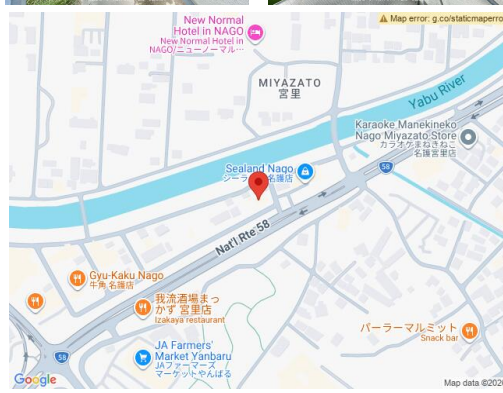 New Normal
Hotel in NAGO
New Normal Hotel in
NAGO/ニューノーマル…
Map error: g.co/staticmaperro
MIYAZATO
宮里
Yabu River
Karaoke Manekineko
Nago Miyazato Store
カラオケまねきねこ
名護宮里店
Sealand Nago
シーラ 名護店
58
Nat'l Rte 58
Gyu-Kaku Nago
牛角 名護店
我流酒場まっ
かず 宮里店
Izakaya restaurant
パーラーマルミット
Snack bar
58
JA Farmers'
Market Yanbaru
JAファーマーズ
マーケットやんばる
Google
Map data ©2026